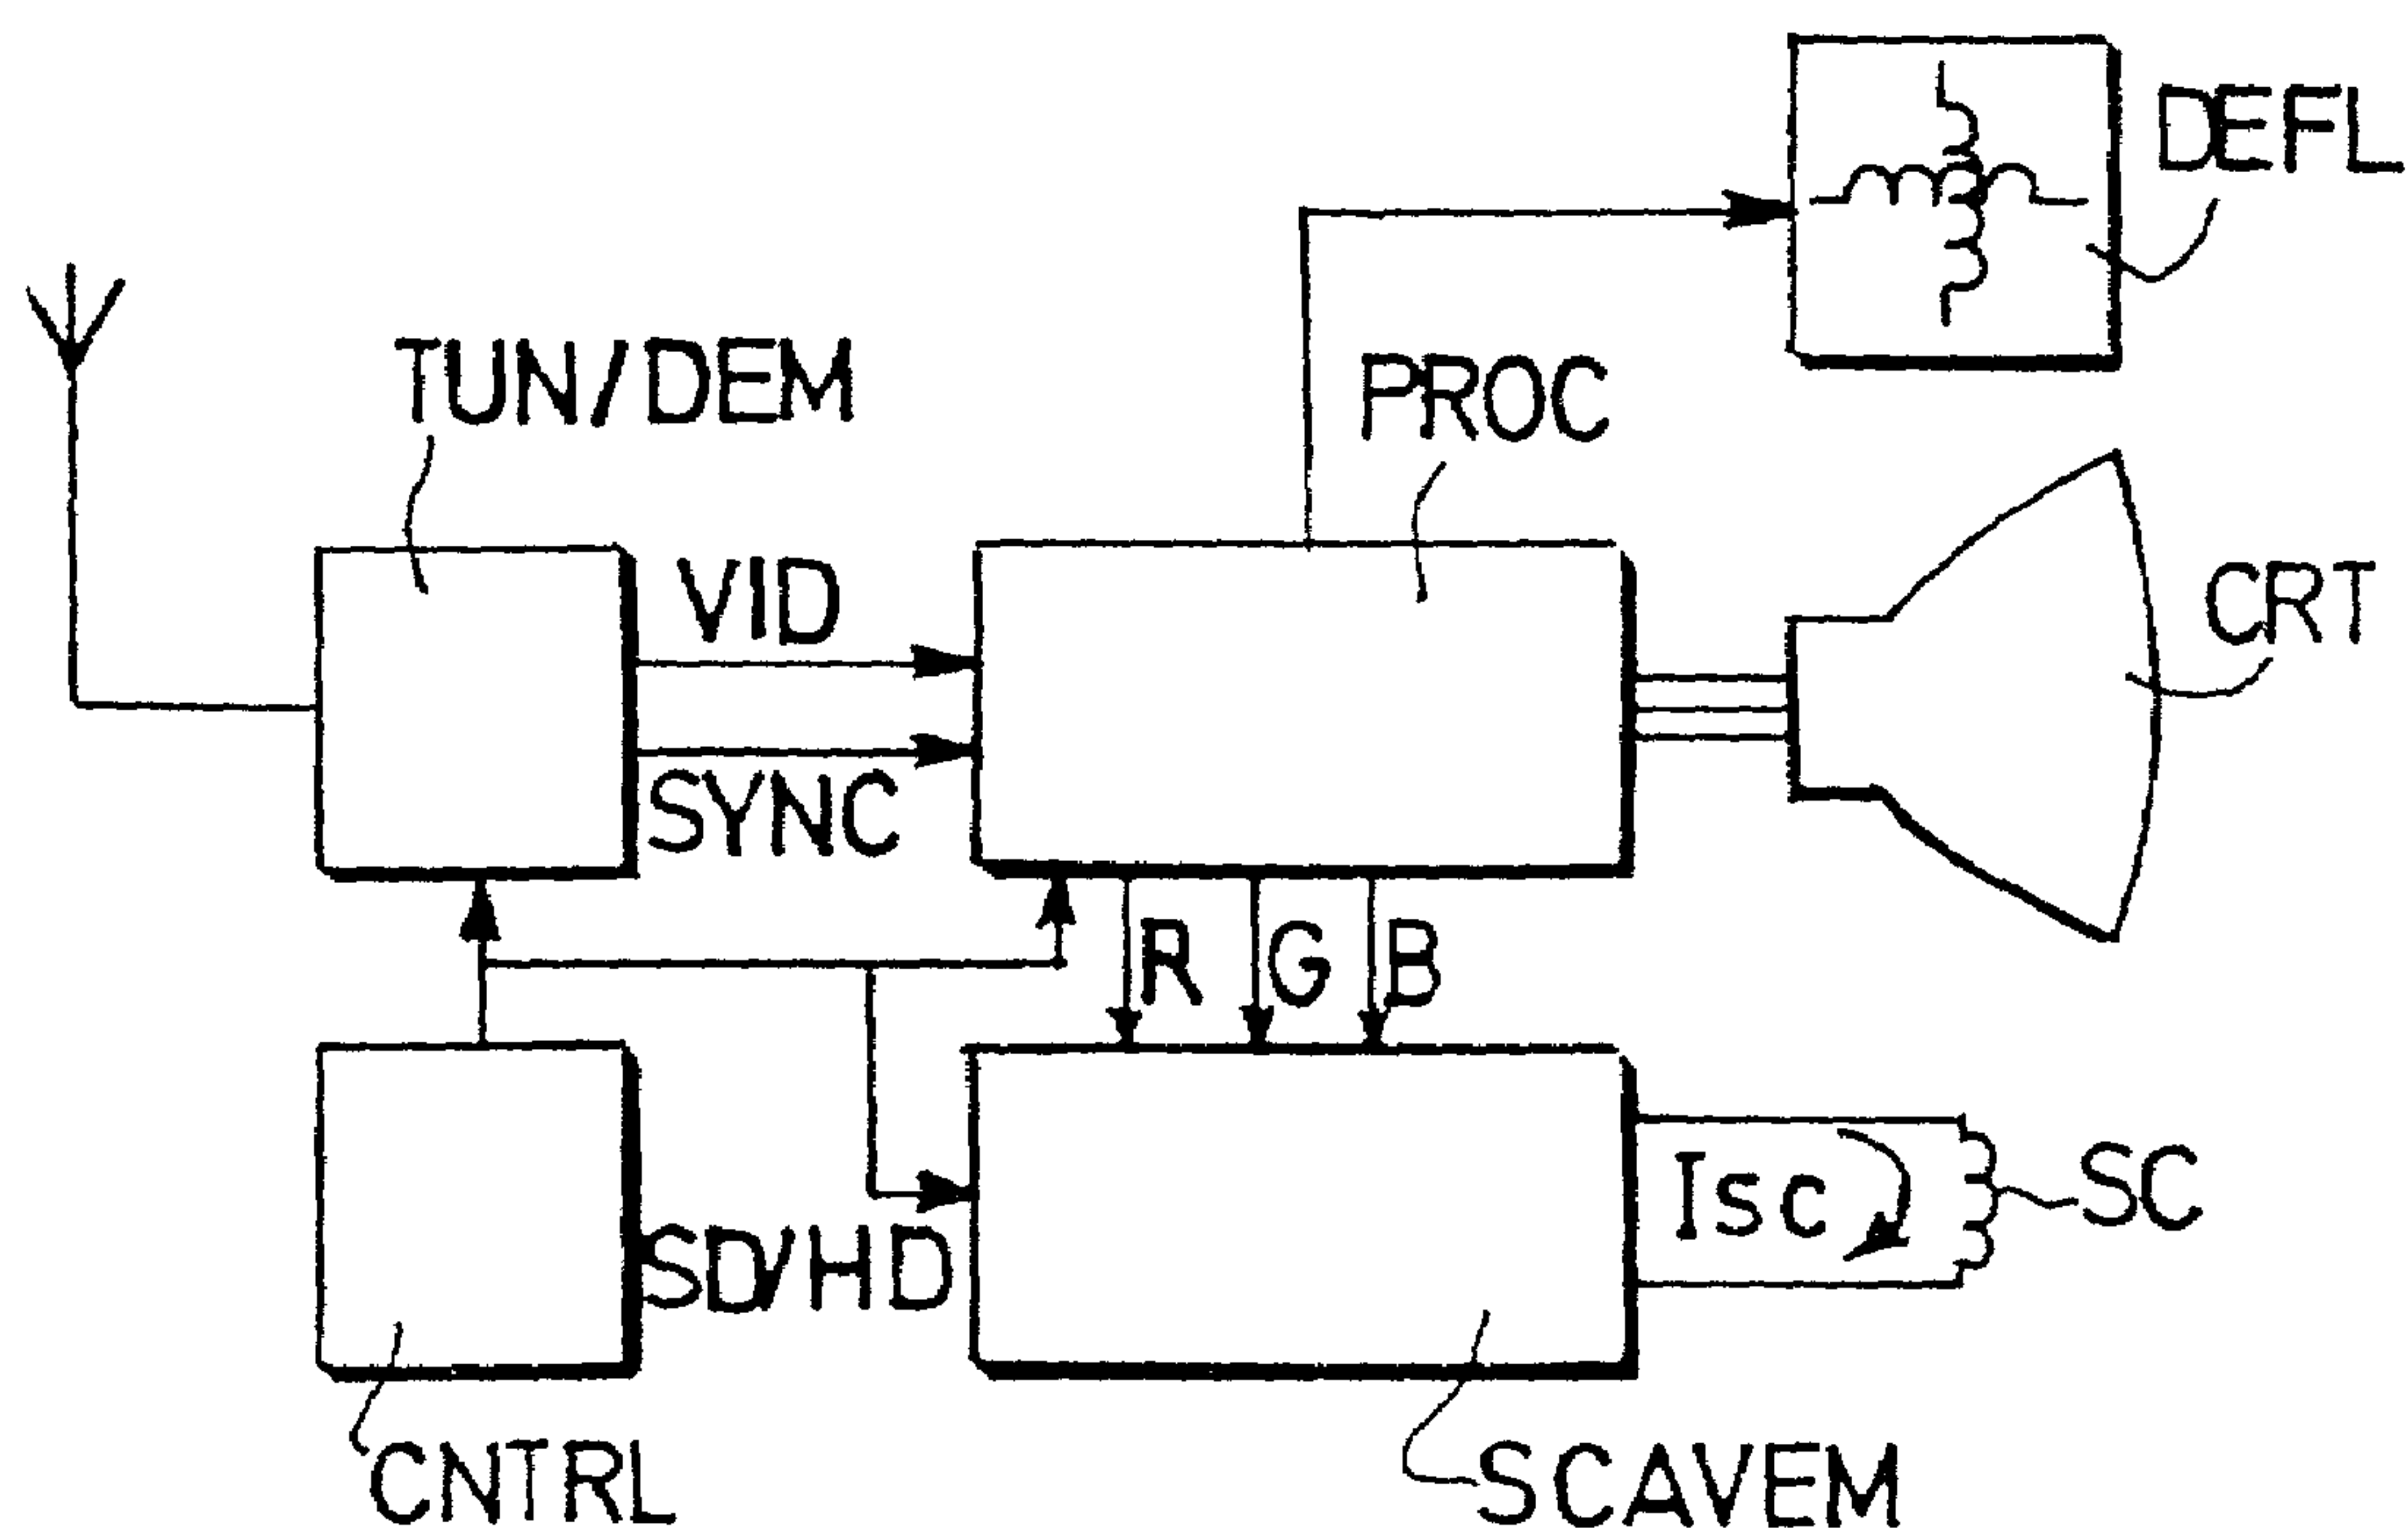 DEFL
TUN/DEM
PROC
VID
CRT
SYNC
R G B
SD/HD
Isc
SC
CNTRL
SCAVEM